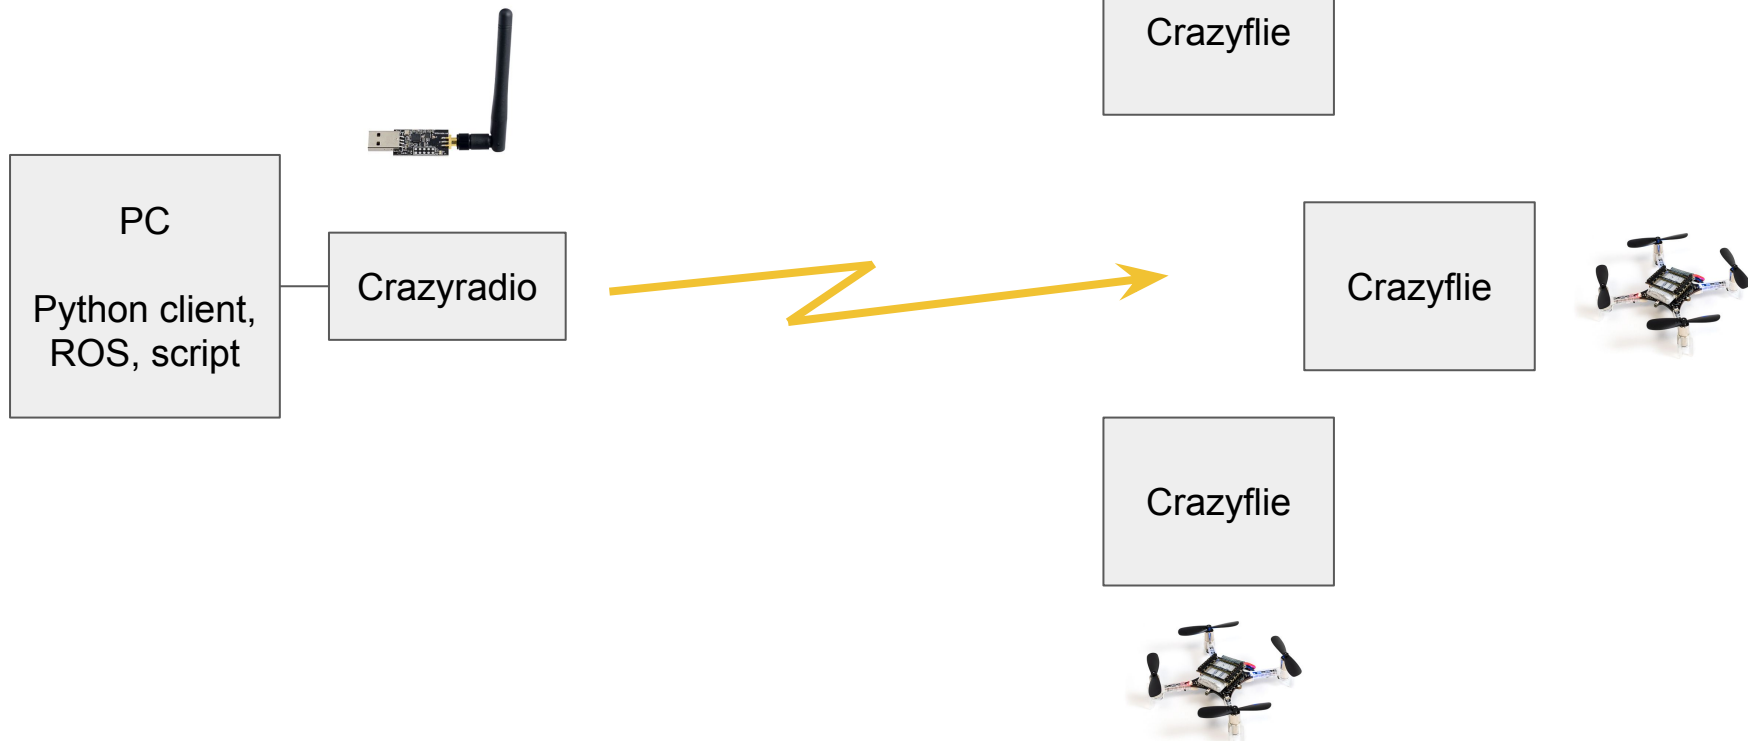 Crazyflie
PC
Python client,
ROS, script
Crazyradio
Crazyflie
Crazyflie